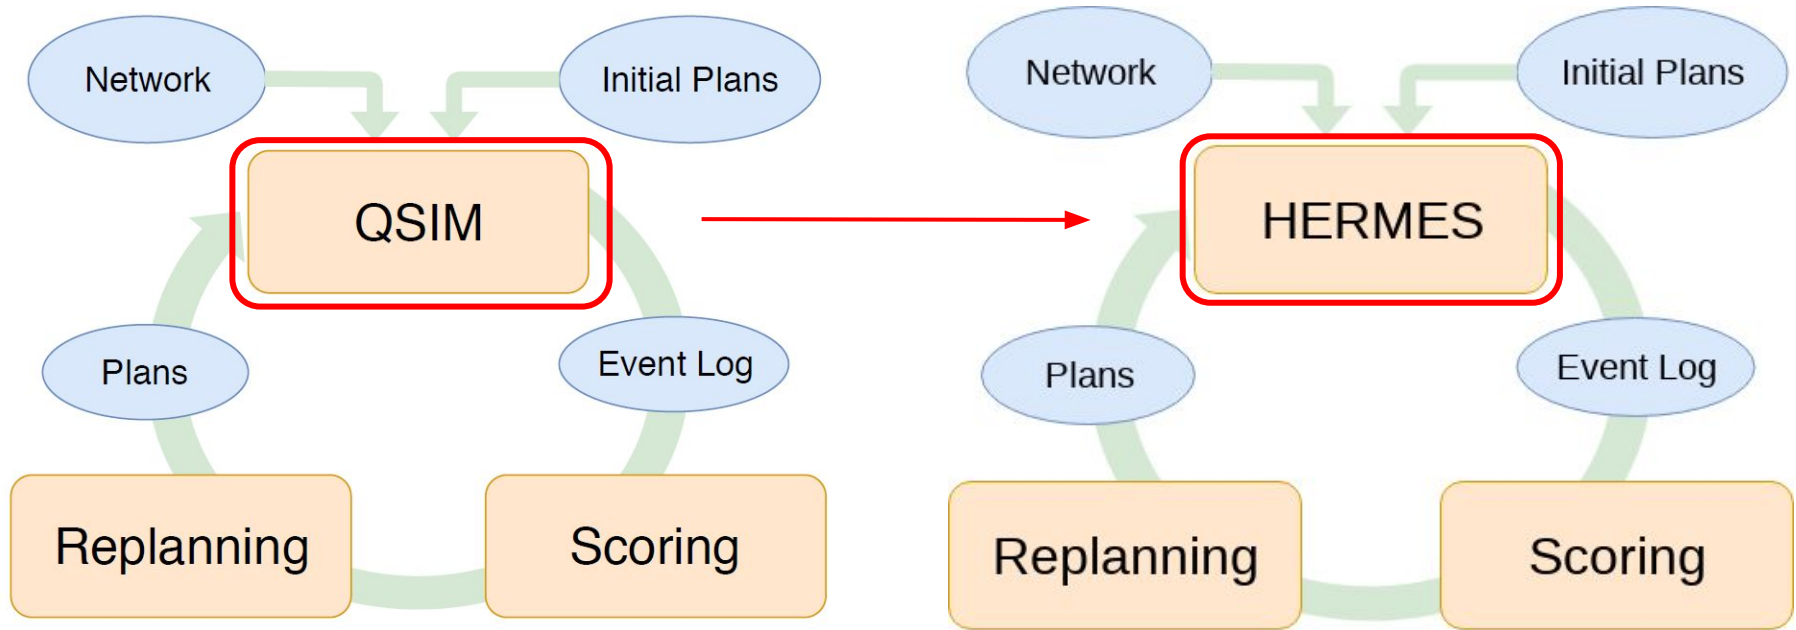 Network
Initial Plans
QSIM
Plans
Event Log
Replanning
Scoring
Network
Initial Plans
HERMES
Plans
Event Log
Replanning
Scoring